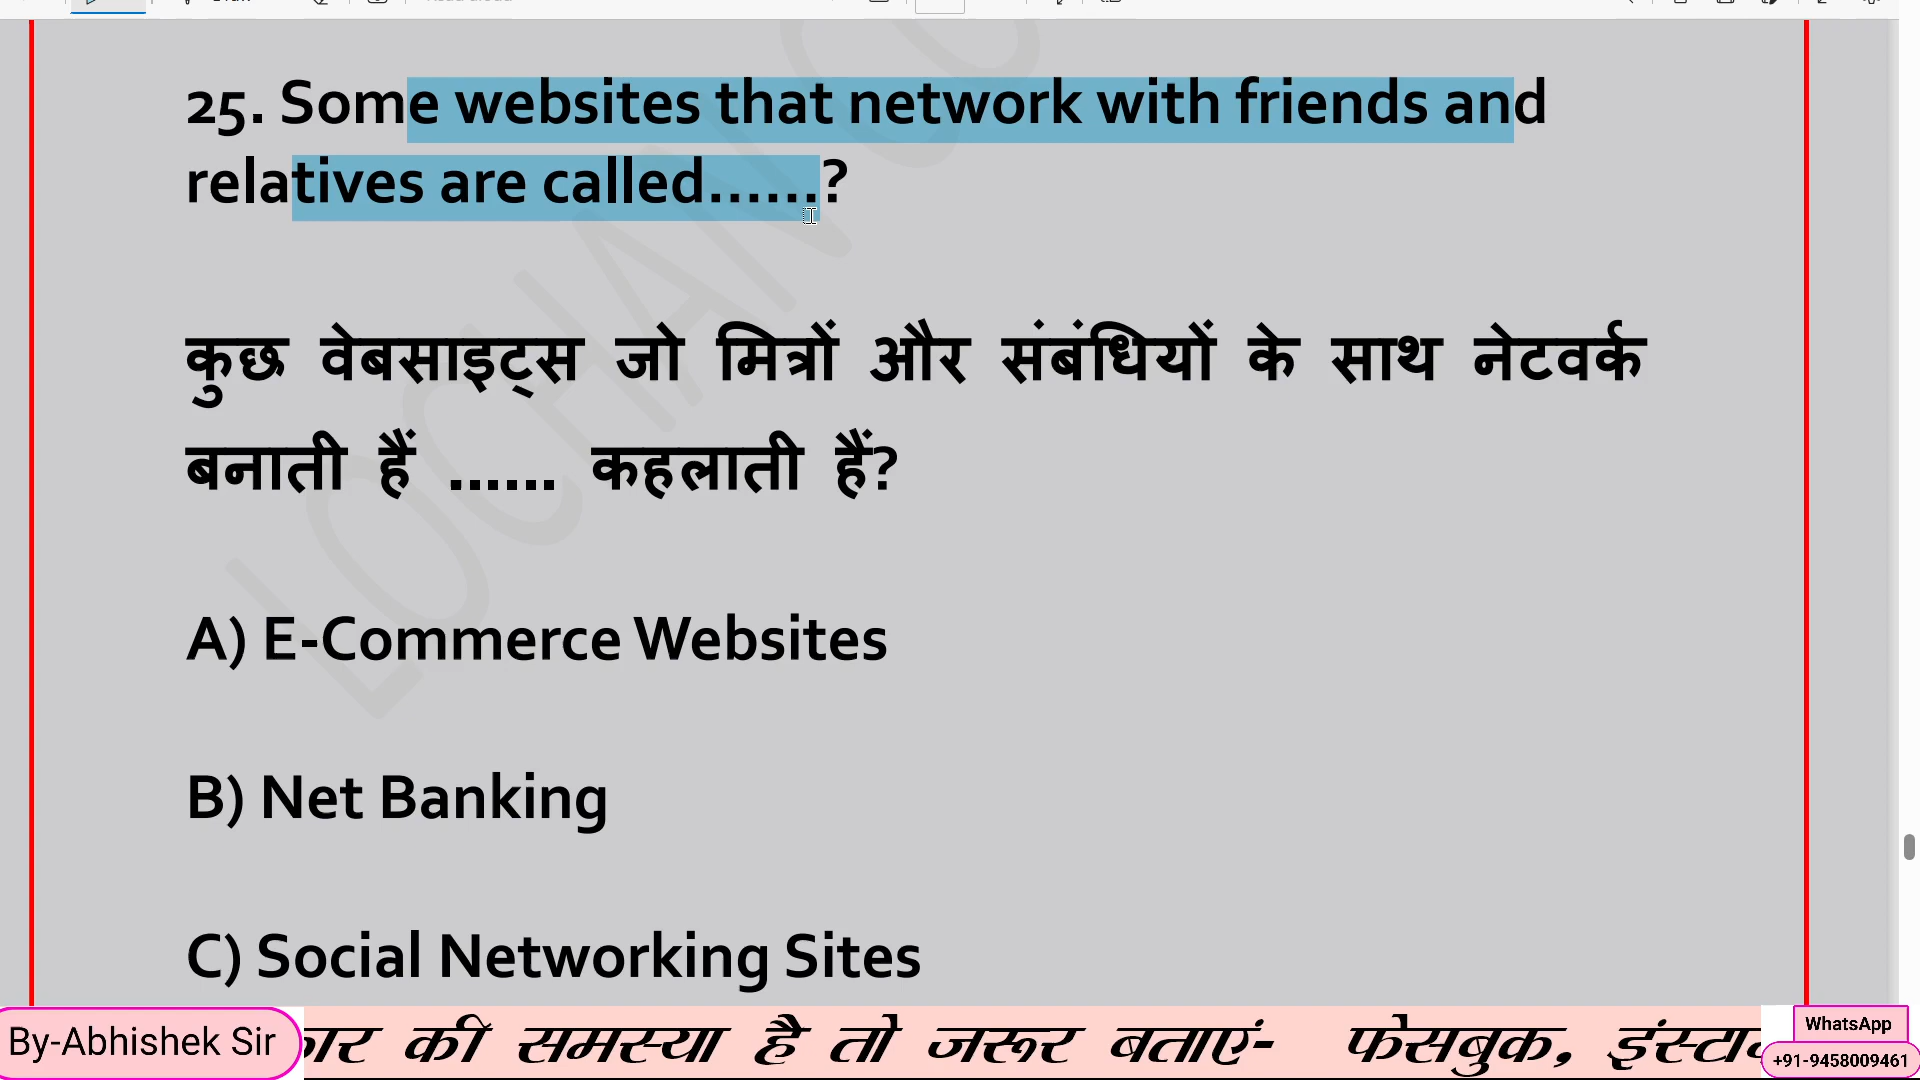 25. Some websites that network with friends and
relatives are called......?
कुछ वेबसाइट्स जो मित्रों और संबंधियों के साथ नेटवर्क
बनाती हैं ...... कहलाती हैं?
A) E-Commerce Websites
B) Net Banking
C) Social Networking Sites
By-Abhishek Sir
की समस्या है तो जरूर बताएं- फेसबुक,
WhatsApp
+91-9458009461